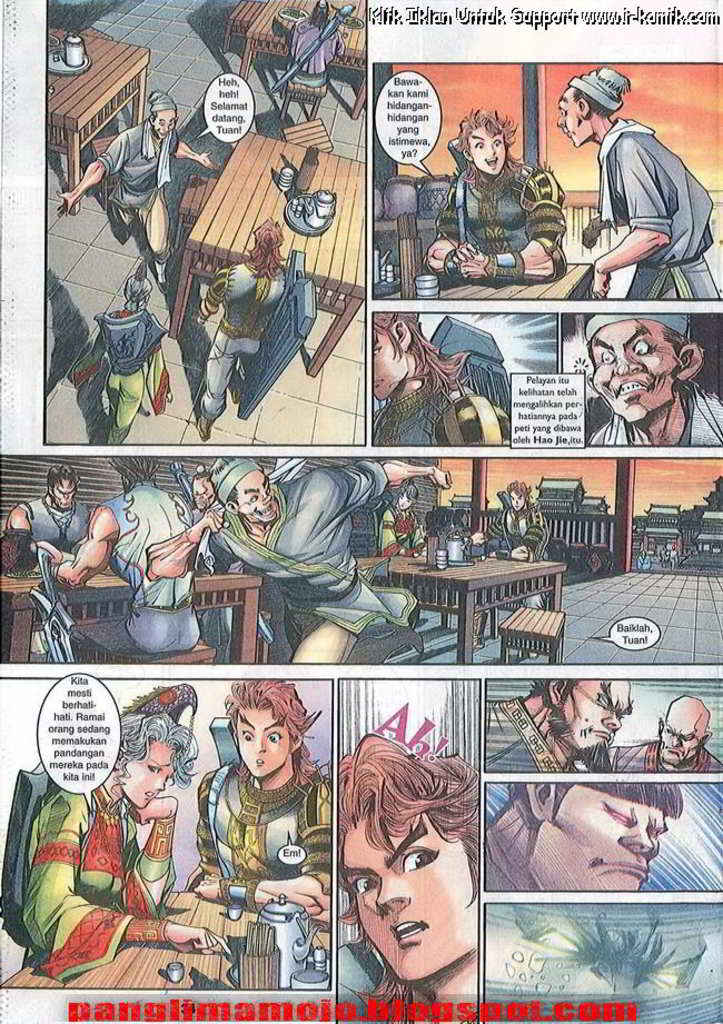 Klik Iklan Untuk Support www.ir-komik.com
Heh,
heh!
Selamat
datang,
Tuan!
Bawa-
kan kami
hidangan-
hidangan
yang
istimewa,
ya?
Pelayan itu
kelihatan telah
mengalihkan per-
hatiannya pada
peti yang dibawa
oleh Hao Jie,itu.
Baiklah,
Tuan!
Kita
mesti
berhati-
hati. Ramai
orang sedang
memakukan
pandangan
mereka pada
kita ini!
Em!
Ah!
panglimamojo.blogspot.com